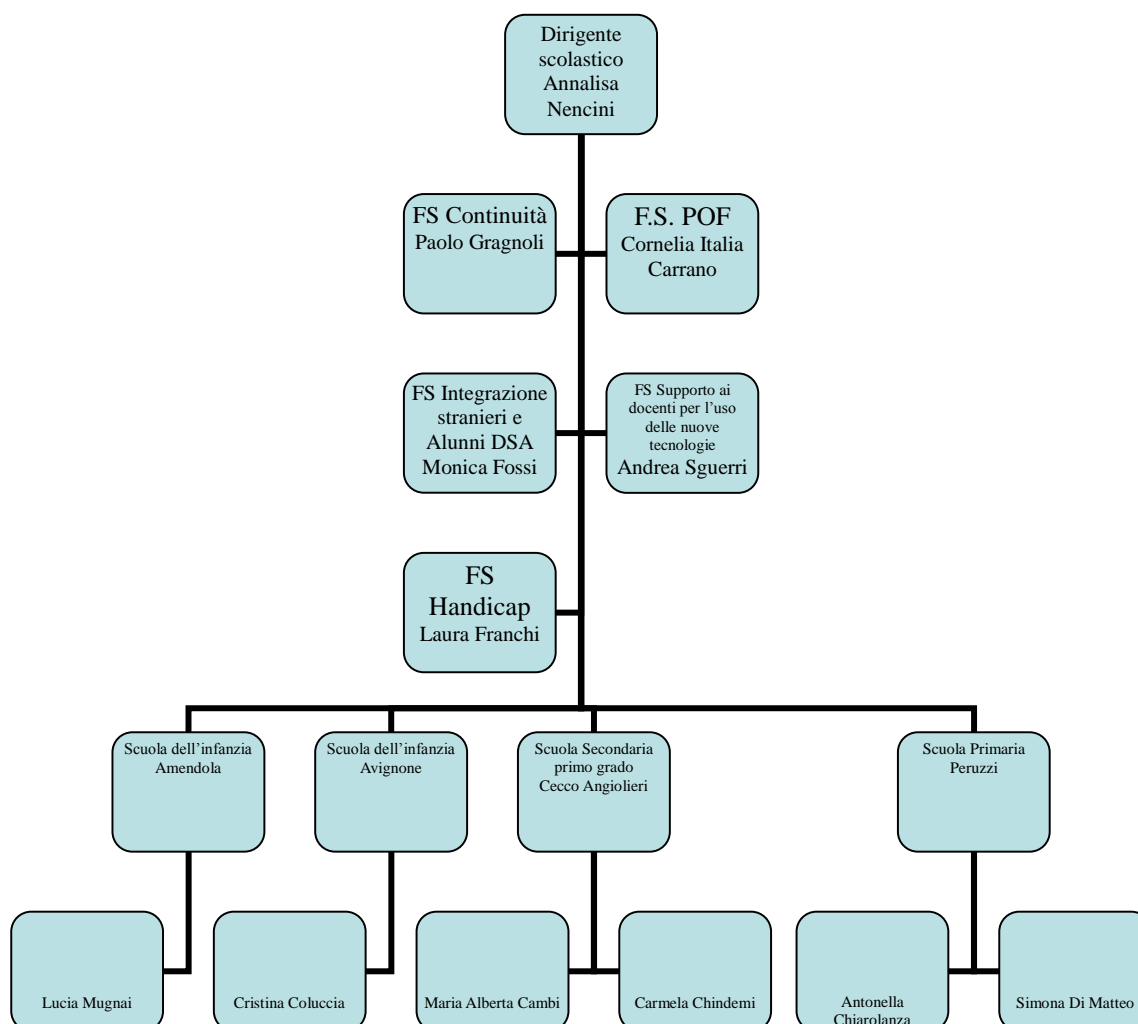 Dirigente
scolastico
Annalisa
Nencini
FS Continuità
Paolo Gragnoli
F.S. POF
Cornelia Italia
Carrano
FS Integrazione
stranieri e
Alunni DSA
Monica Fossi
FS Supporto ai
docenti per l’uso
delle nuove
tecnologie
Andrea Sguerri
FS
Handicap
Laura Franchi
Scuola dell’infanzia
Amendola
Scuola dell’infanzia
Avignone
Scuola Secondaria
primo grado
Cecco Angiolieri
Scuola Primaria
Peruzzi
Lucia Mugnai
Cristina Coluccia
Maria Alberta Cambi
Carmela Chindemi
Antonella
Chiarolanza
Simona Di Matteo